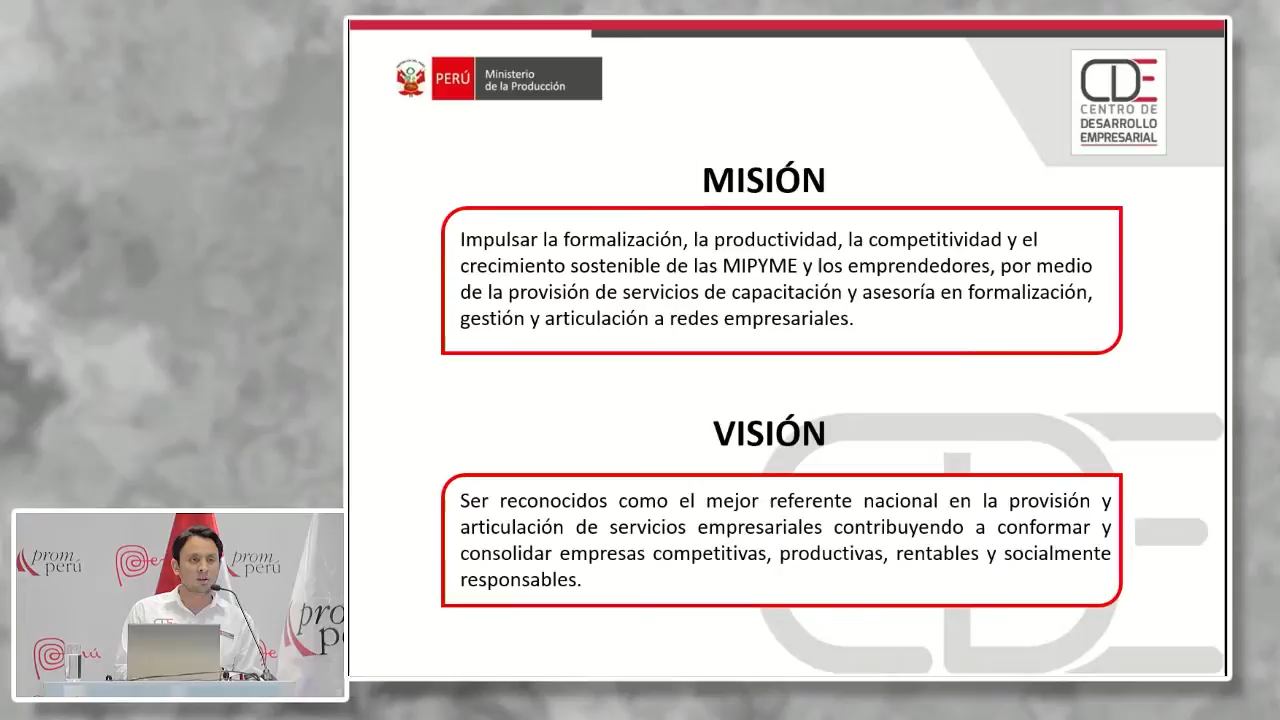 PERÚ
Ministerio
de la Producción
CDE
CENTRO DE
DESARROLLO
EMPRESARIAL
MISIÓN
Impulsar la formalización, la productividad, la competitividad y el
crecimiento sostenible de las MIPYME y los emprendedores, por medio
de la provisión de servicios de capacitación y asesoría en formalización,
gestión y articulación a redes empresariales.
VISIÓN
Ser reconocidos como el mejor referente nacional en la provisión y
articulación de servicios empresariales contribuyendo a conformar y
consolidar empresas competitivas, productivas, rentables y socialmente
responsables.
prom
perú
prom
perú